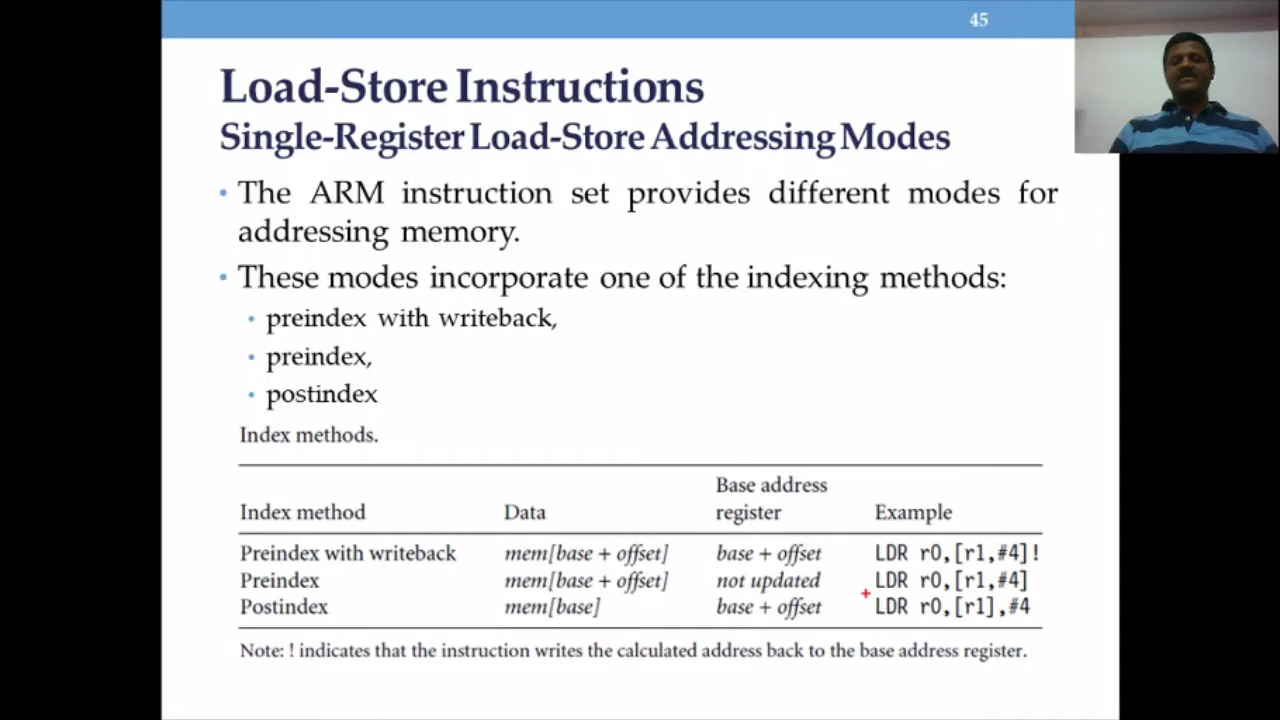 45
Load-Store Instructions
Single-Register Load-Store Addressing Modes
• The ARM instruction set provides different modes for
addressing memory.
• These modes incorporate one of the indexing methods:
• preindex with writeback,
• preindex,
• postindex
Index methods.
Base address
Index method Data register Example
Preindex with writeback mem[base + offset] base + offset LDR r0,[r1,#4]!
Preindex mem[base + offset] not updated LDR r0,[r1,#4]
Postindex mem[base] base + offset LDR r0,[r1],#4
Note: ! indicates that the instruction writes the calculated address back to the base address register.